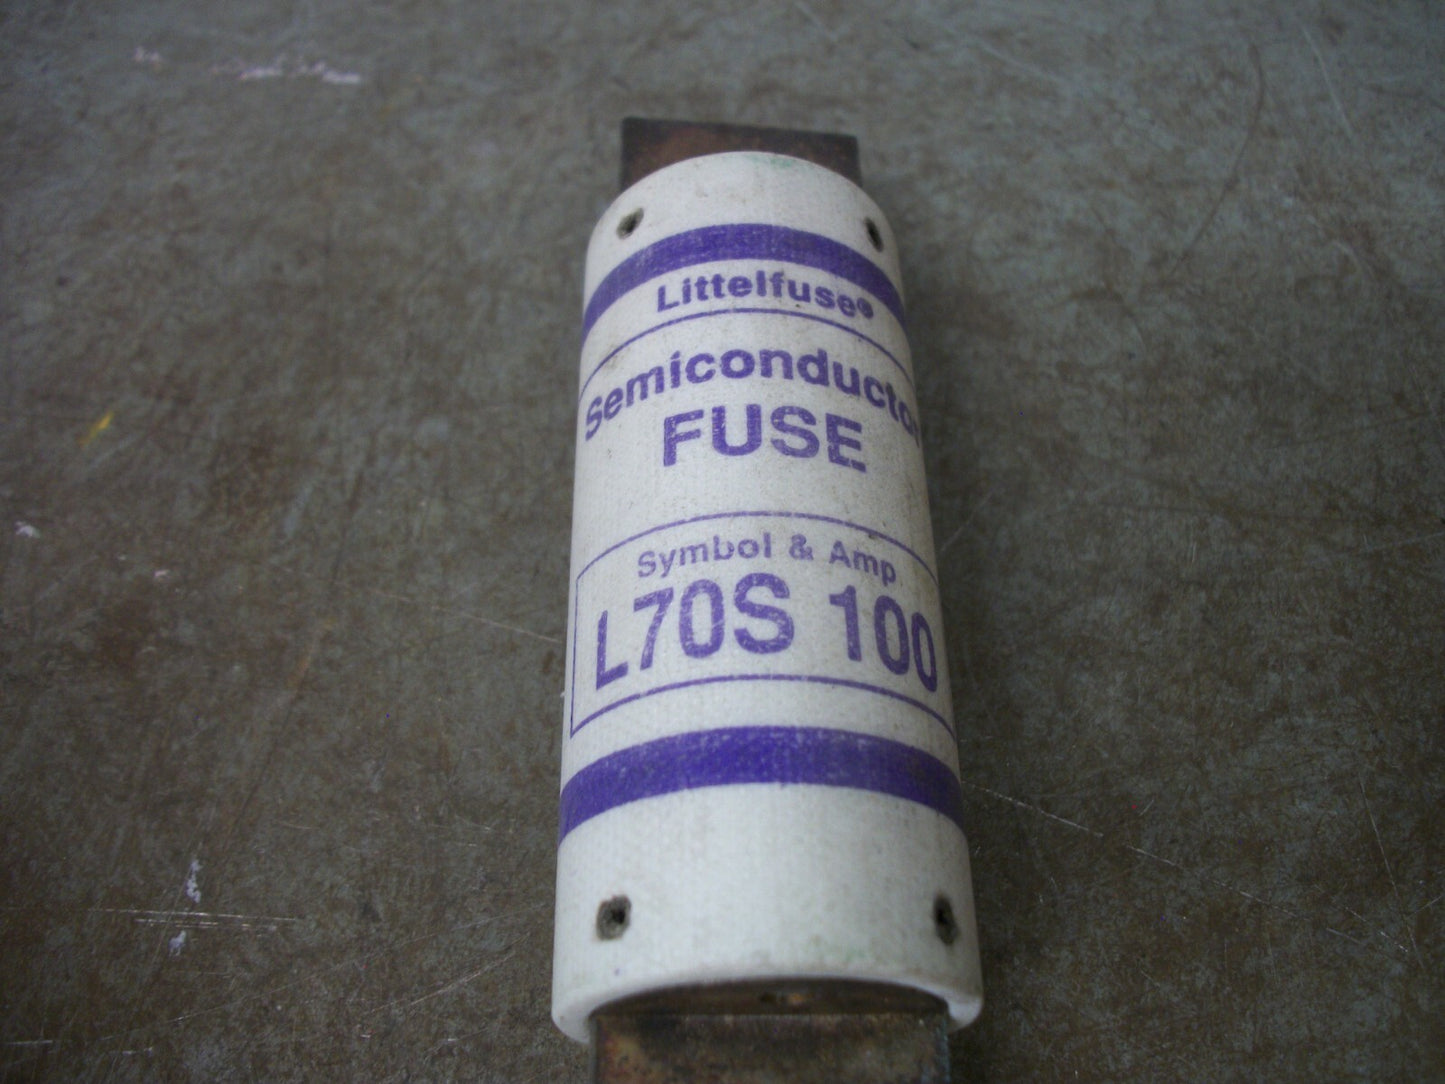 Littelfuse®
Semiconductor
FUSE
Symbol & Amp
L70S 100